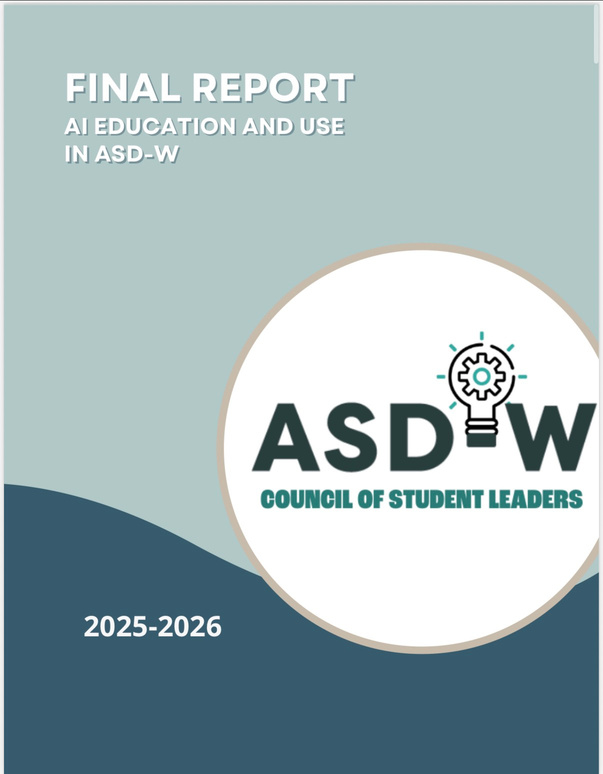 FINAL REPORT
AI EDUCATION AND USE
IN ASD-W
ASD W
COUNCIL OF STUDENT LEADERS
2025-2026